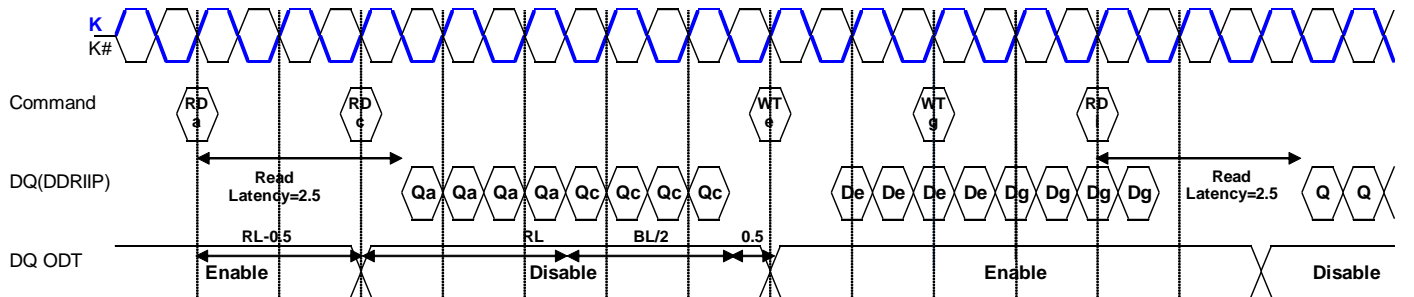 K
K#
Command
RD a
RD c
WT e
WT g
RD
Read Latency=2.5
DQ(DDRIIP)
Qa Qa Qa Qa Qc Qc Qc Qc
De De De De Dg Dg Dg Dg
Read Latency=2.5
Q Q
RL-0.5
RL
BL/2
0.5
DQ ODT
Enable
Disable
Enable
Disable